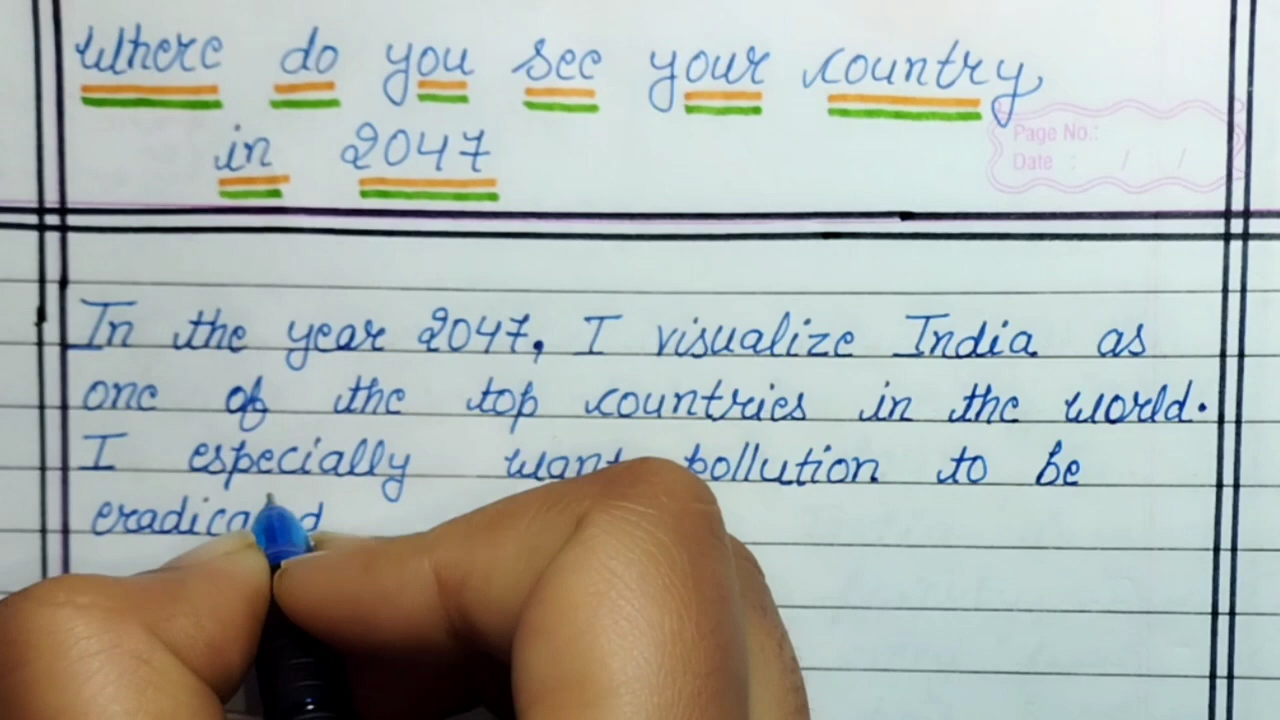 Where do you see your country
in 2047
Page No.:
Date : / /
In the year 2047, I visualize India as
one of the top countries in the world.
I especially want pollution to be